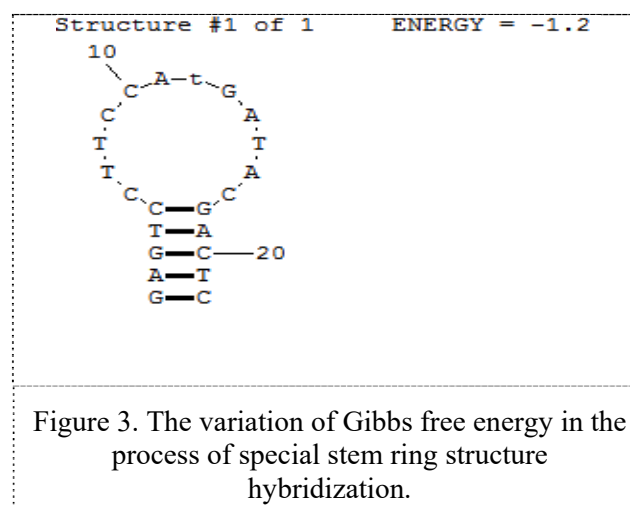 Structure #1 of 1 ENERGY = -1.2
10
C A t G
C A
T T
T A
C C
C G
T A
G C 20
A T
G C
Figure 3. The variation of Gibbs free energy in the
process of special stem ring structure
hybridization.